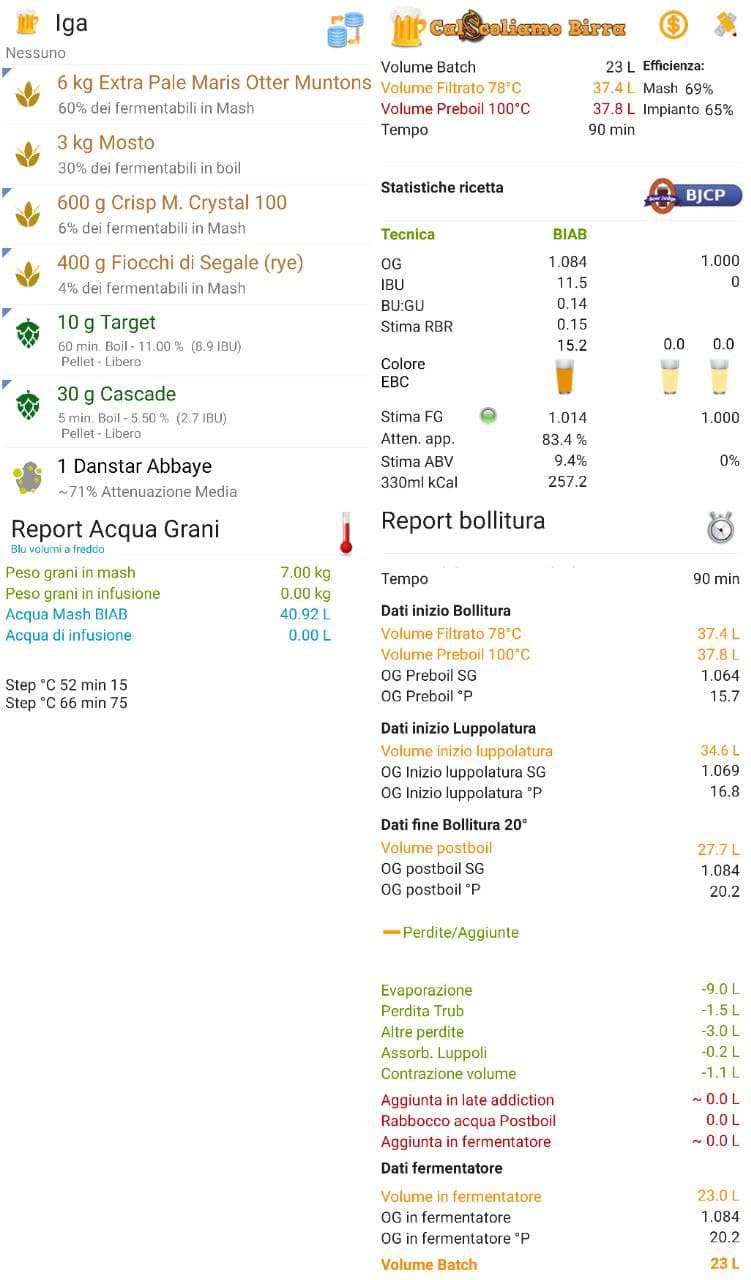 Iga
Nessuno
6 kg Extra Pale Maris Otter Muntons
60% dei fermentabili in Mash
3 kg Mosto
30% dei fermentabili in boil
600 g Crisp M. Crystal 100
6% dei fermentabili in Mash
400 g Fiocchi di Segale (rye)
4% dei fermentabili in Mash
10 g Target
60 min. Boil - 11.00 % (8.9 IBU)
Pellet - Libero
30 g Cascade
5 min. Boil - 5.50 % (2.7 IBU)
Pellet - Libero
1 Danstar Abbaye
~71% Attenuazione Media
Report Acqua Grani
Blu volumi a freddo
Peso grani in mash 7.00 kg
Peso grani in infusione 0.00 kg
Acqua Mash BIAB 40.92 L
Acqua di infusione 0.00 L
Step °C 52 min 15
Step °C 66 min 75
CalScoliamo Birra
Volume Batch 23 L Efficienza:
Volume Filtrato 78°C 37.4 L Mash 69%
Volume Preboil 100°C 37.8 L Impianto 65%
Tempo 90 min
Statistiche ricetta BJCP
Tecnica BIAB
OG 1.084 1.000
IBU 11.5 0
BU:GU 0.14
Stima RBR 0.15
15.2 0.0 0.0
Colore
EBC
Stima FG 1.014 1.000
Atten. app. 83.4 %
Stima ABV 9.4% 0%
330ml kCal 257.2
Report bollitura
Tempo 90 min
Dati inizio Bollitura
Volume Filtrato 78°C 37.4 L
Volume Preboil 100°C 37.8 L
OG Preboil SG 1.064
OG Preboil °P 15.7
Dati inizio Luppolatura
Volume inizio luppolatura 34.6 L
OG Inizio luppolatura SG 1.069
OG Inizio luppolatura °P 16.8
Dati fine Bollitura 20°
Volume postboil 27.7 L
OG postboil SG 1.084
OG postboil °P 20.2
Perdite/Aggiunte
Evaporazione -9.0 L
Perdita Trub -1.5 L
Altre perdite -3.0 L
Assorb. Luppoli -0.2 L
Contrazione volume -1.1 L
Aggiunta in late addiction ~ 0.0 L
Rabbocco acqua Postboil 0.0 L
Aggiunta in fermentatore ~ 0.0 L
Dati fermentatore
Volume in fermentatore 23.0 L
OG in fermentatore 1.084
OG in fermentatore °P 20.2
Volume Batch 23 L